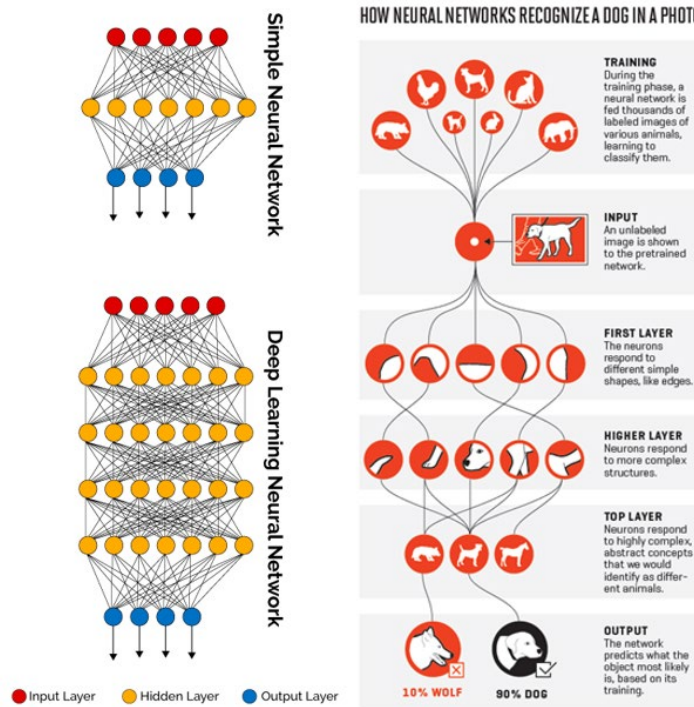 Simple Neural Network
Deep Learning Neural Network
Input Layer
Hidden Layer
Output Layer
HOW NEURAL NETWORKS RECOGNIZE A DOG IN A PHOTO
TRAINING
During the
training phase, a
neural network is
fed thousands of
labeled images of
various animals,
learning to
classify them.
INPUT
An unlabeled
image is shown
to the pretrained
network.
FIRST LAYER
The neurons
respond to
different simple
shapes, like edges.
HIGHER LAYER
Neurons respond
to more complex
structures.
TOP LAYER
Neurons respond
to highly complex,
abstract concepts
that we would
identify as differ-
ent animals.
OUTPUT
The network
predicts what the
object most likely
is, based on its
training.
10% WOLF
90% DOG